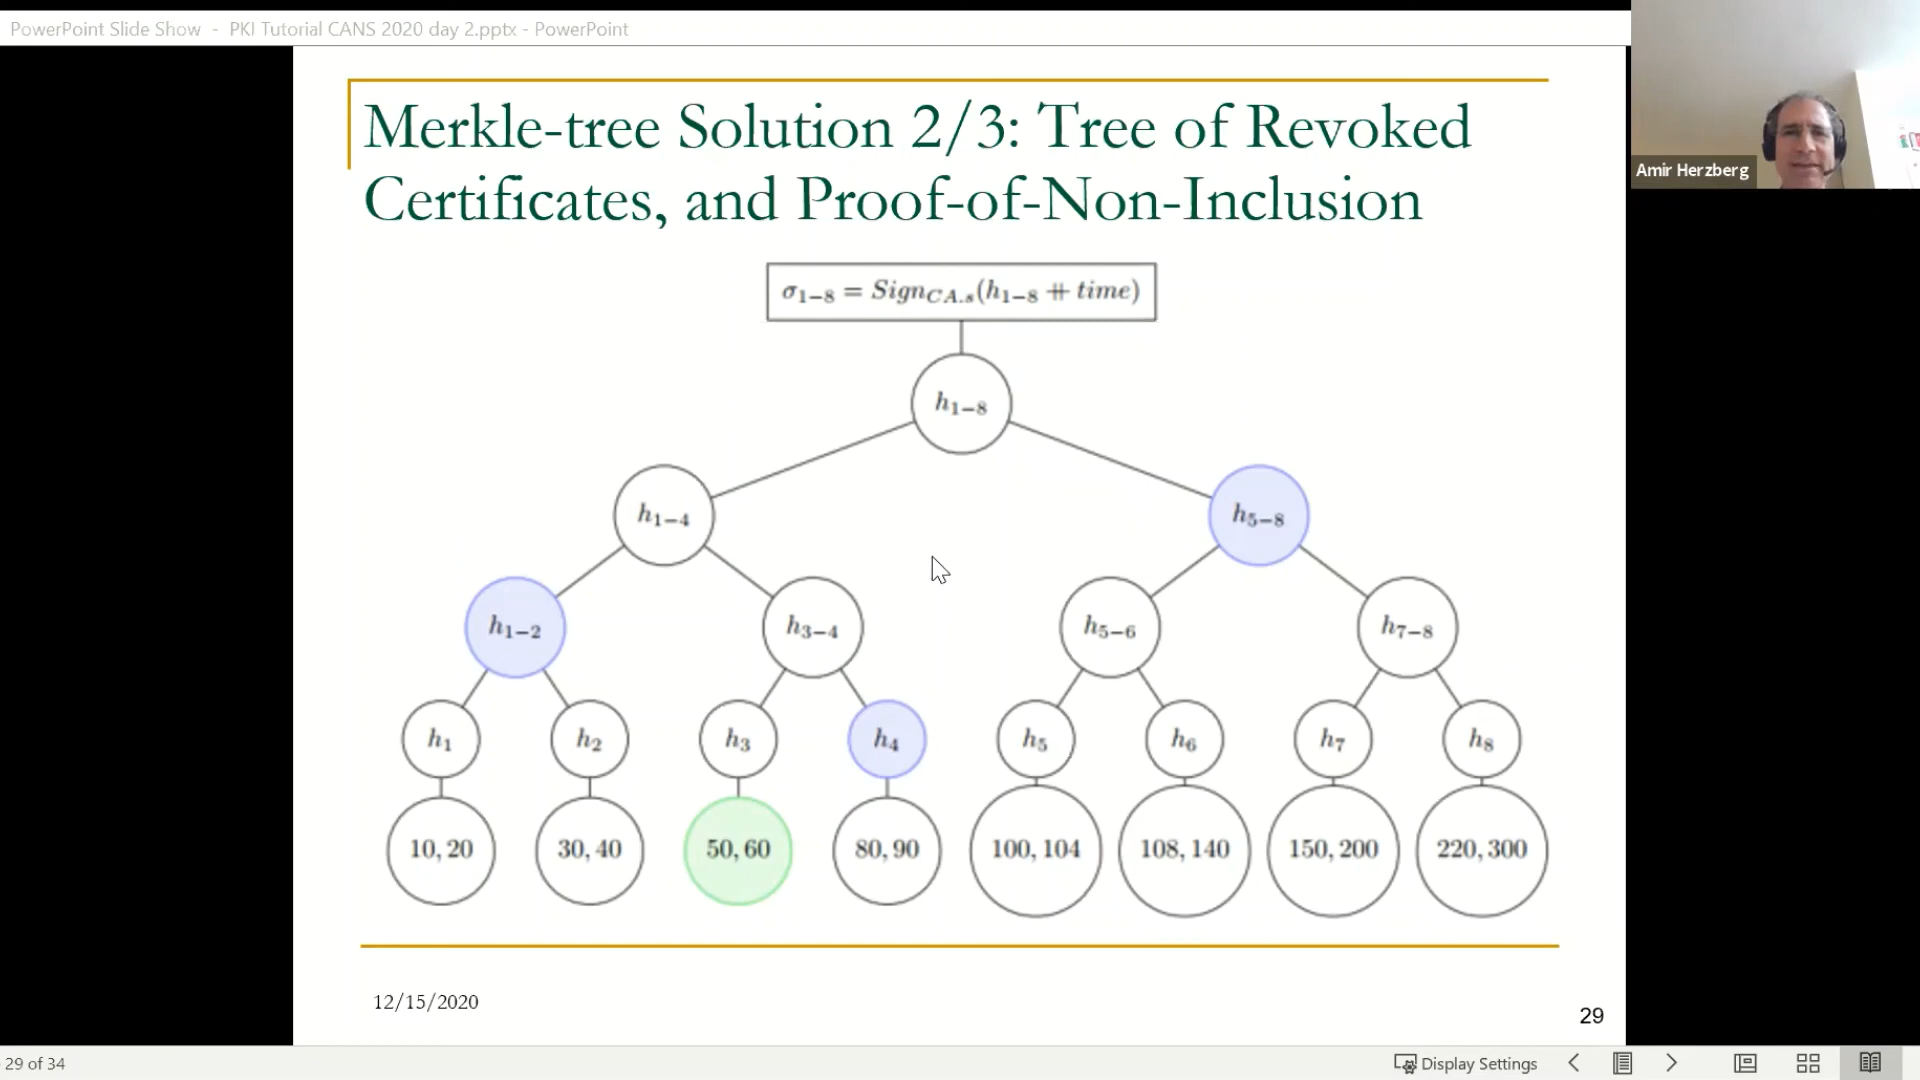 PowerPoint Slide Show - PKI Tutorial CANS 2020 day 2.pptx - PowerPoint
Amir Herzberg
Merkle-tree Solution 2/3: Tree of Revoked
Certificates, and Proof-of-Non-Inclusion
σ₁₋₈ = Sign_CA.s(h₁₋₈ ⧺ time)
h₁₋₈
h₁₋₄ h₅₋₈
h₁₋₂ h₃₋₄ h₅₋₆ h₇₋₈
h₁ h₂ h₃ h₄ h₅ h₆ h₇ h₈
10, 20 30, 40 50, 60 80, 90 100, 104 108, 140 150, 200 220, 300
12/15/2020
29
29 of 34
Display Settings